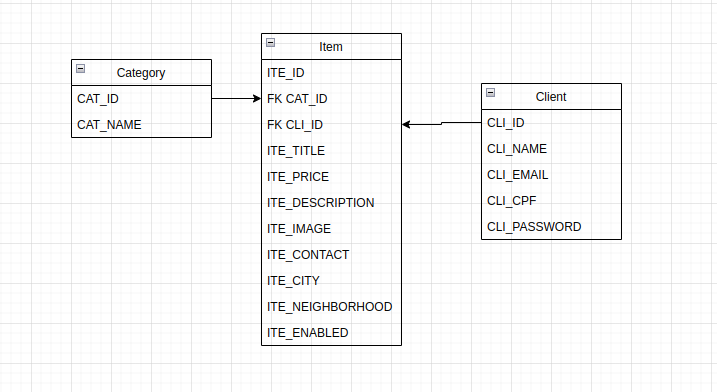 Category
CAT_ID
CAT_NAME
Item
ITE_ID
FK CAT_ID
FK CLI_ID
ITE_TITLE
ITE_PRICE
ITE_DESCRIPTION
ITE_IMAGE
ITE_CONTACT
ITE_CITY
ITE_NEIGHBORHOOD
ITE_ENABLED
Client
CLI_ID
CLI_NAME
CLI_EMAIL
CLI_CPF
CLI_PASSWORD